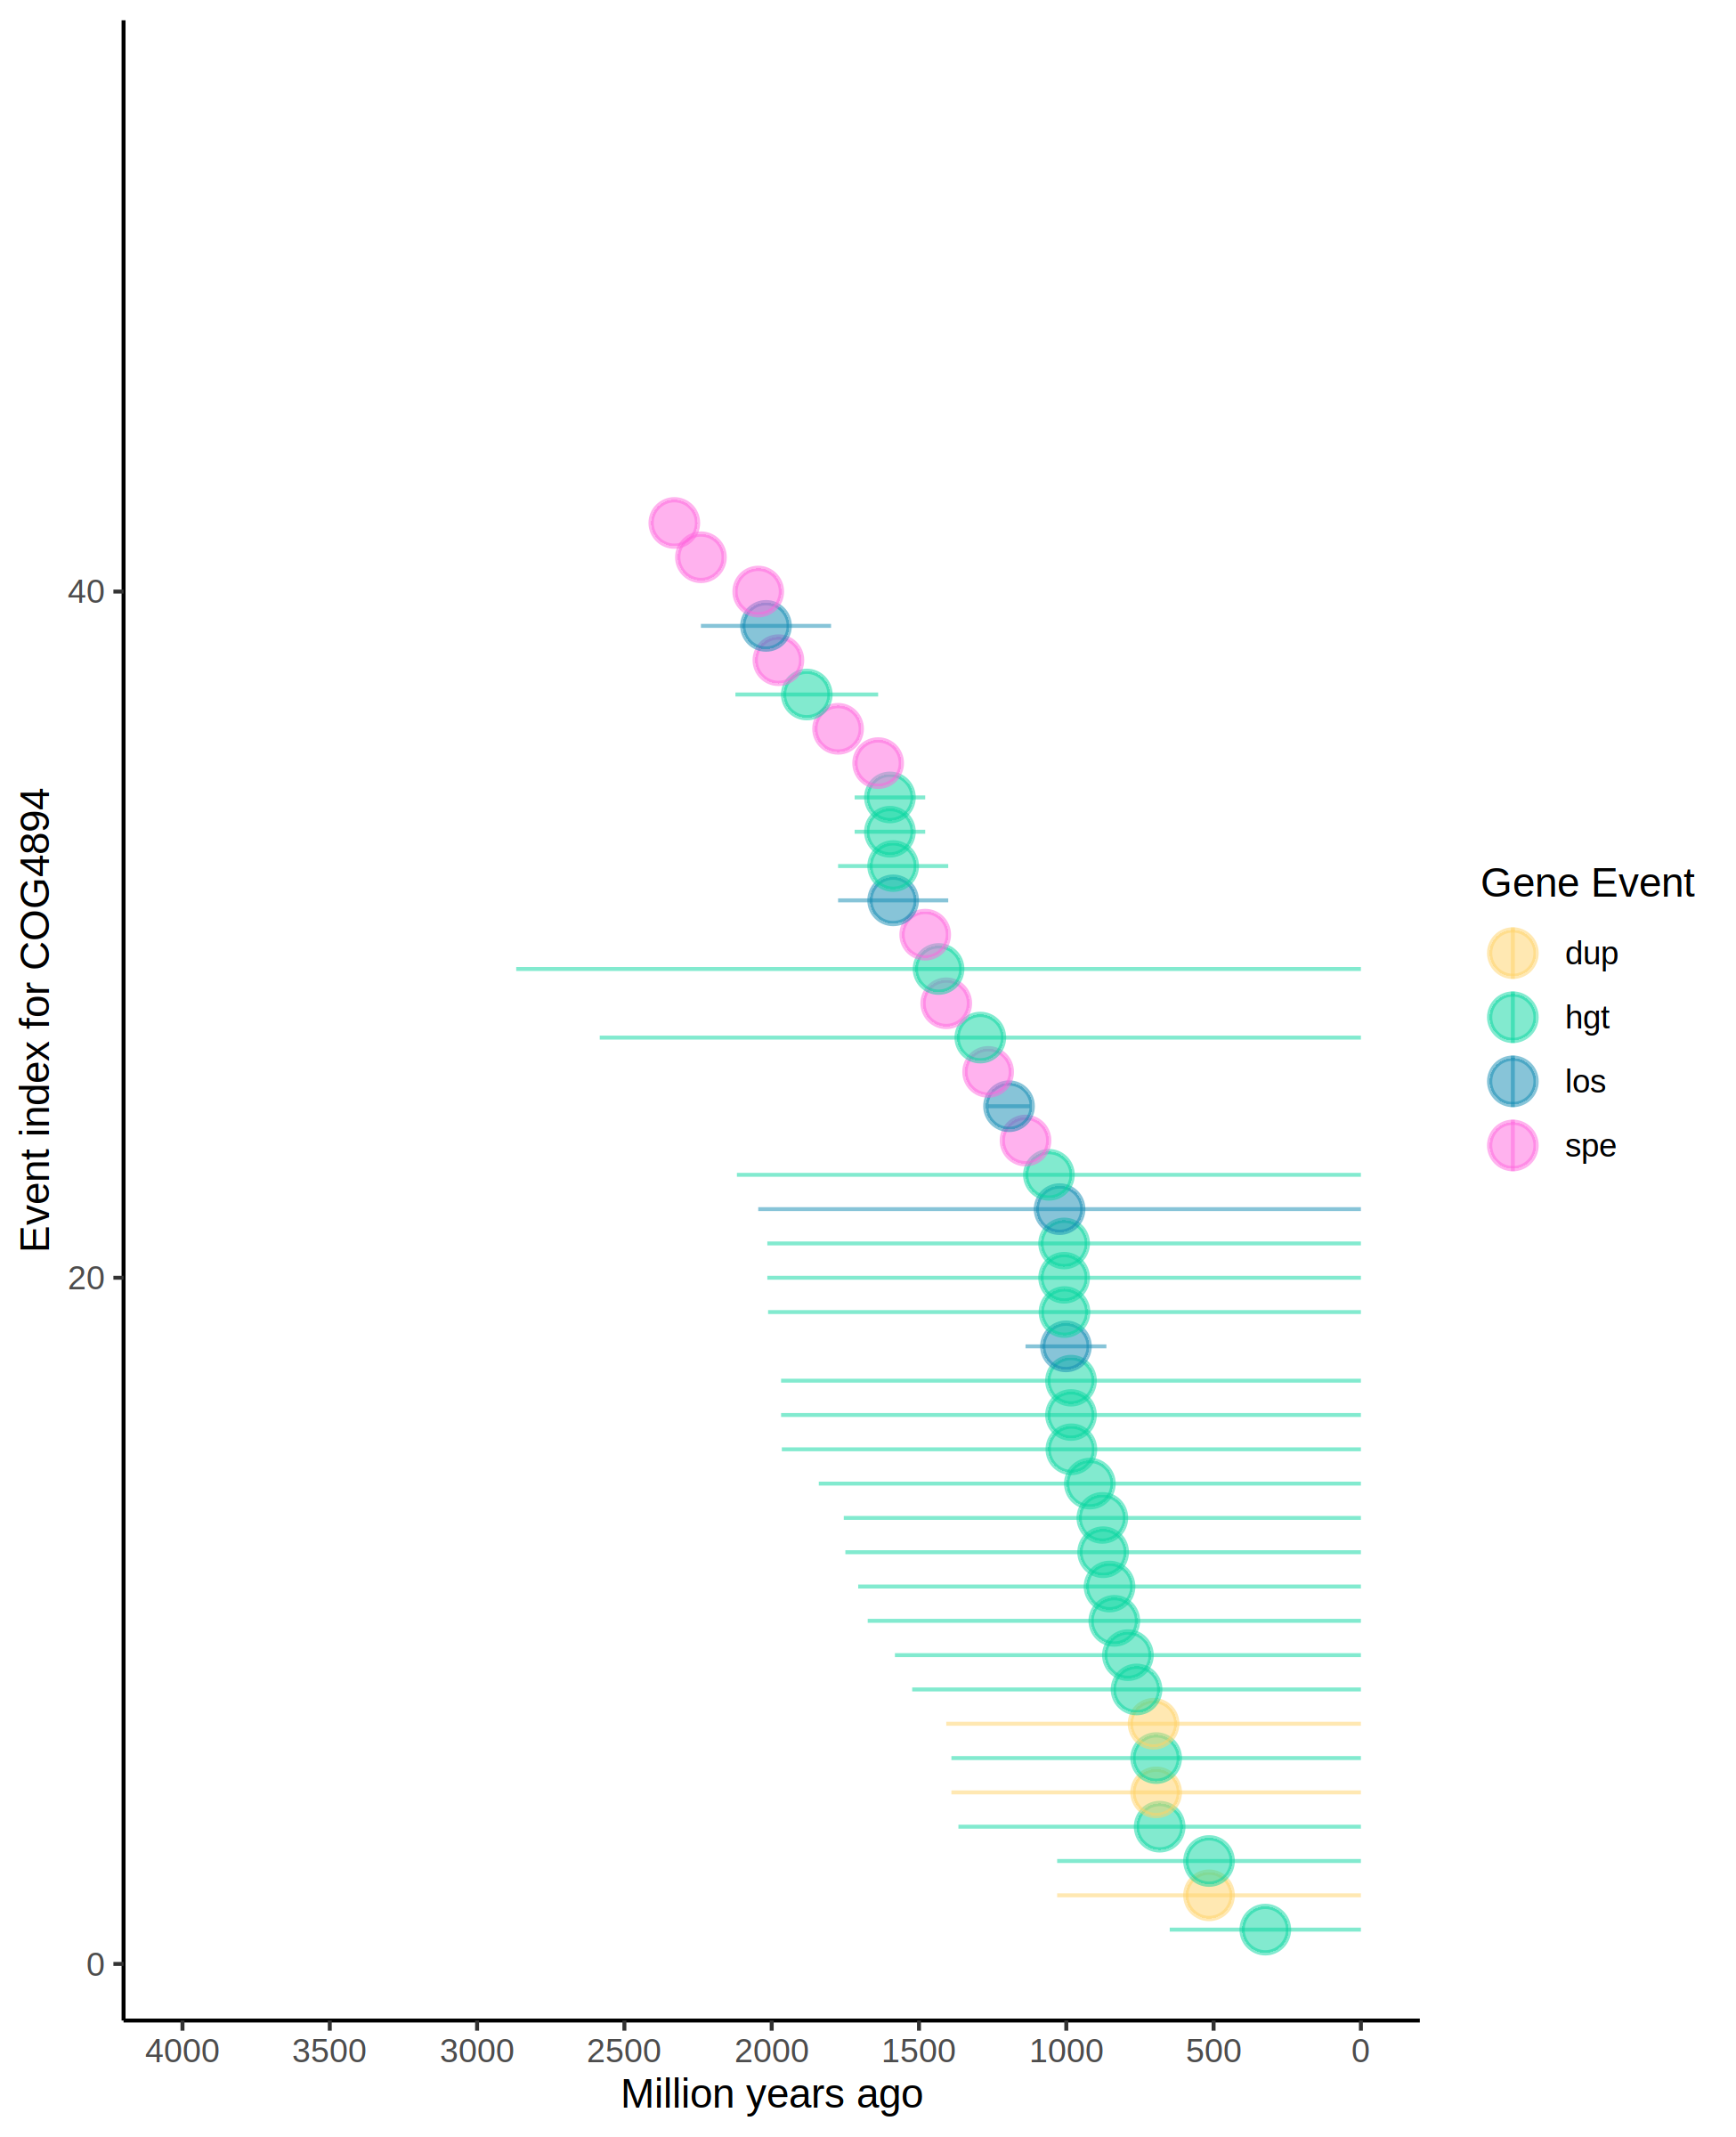 Event index for COG4894
40
20
0
4000 3500 3000 2500 2000 1500 1000 500 0
Million years ago
Gene Event
dup
hgt
los
spe